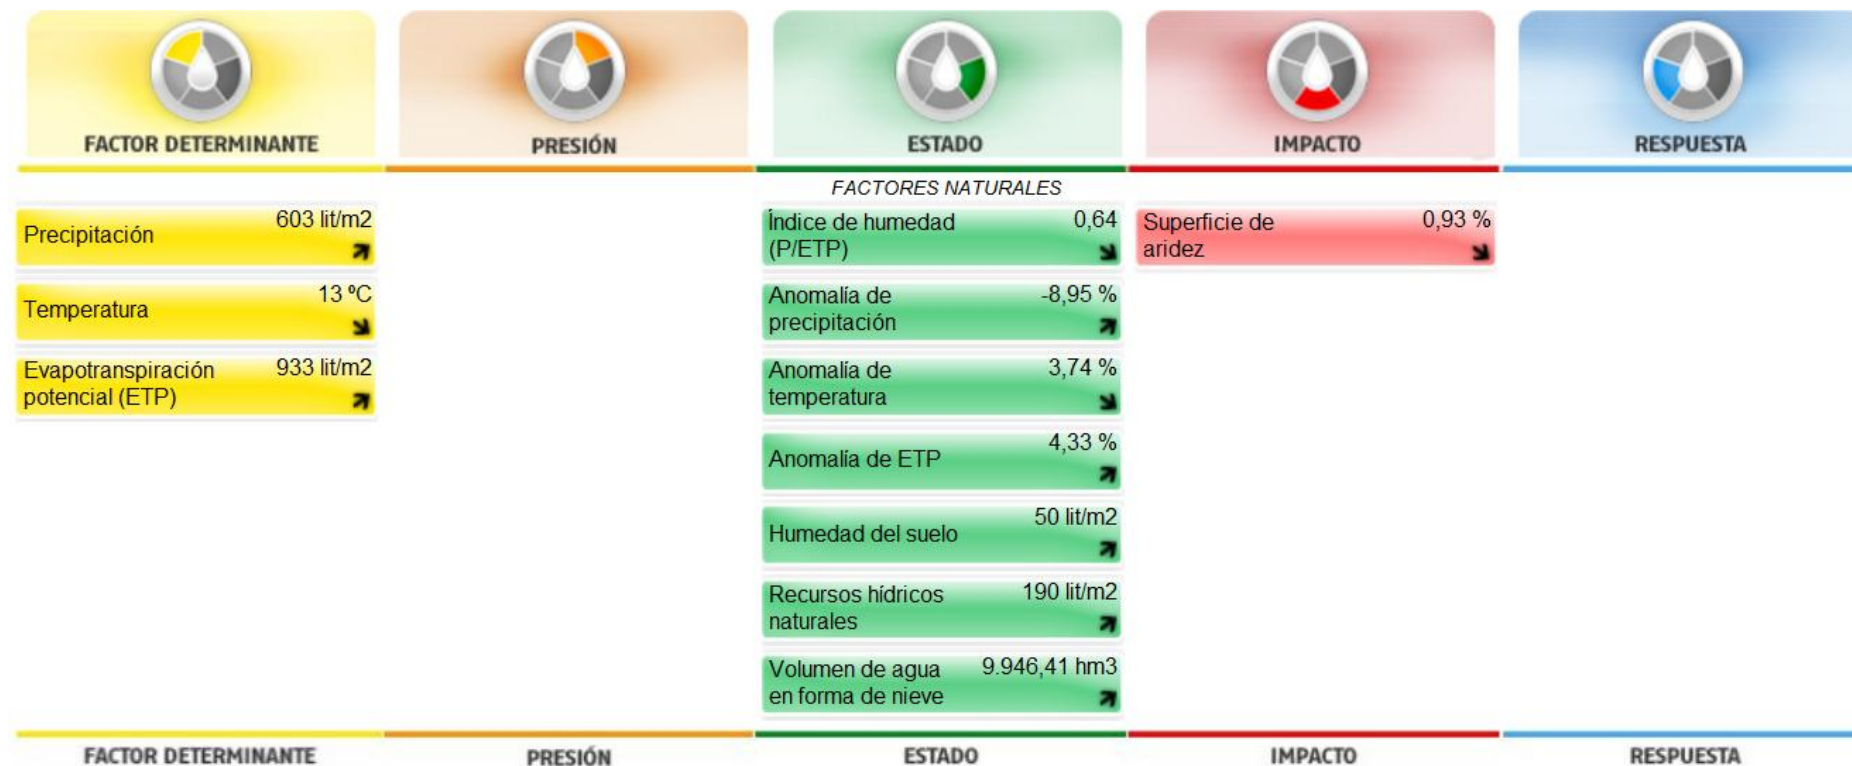 FACTOR DETERMINANTE
PRESIÓN
ESTADO
IMPACTO
RESPUESTA
FACTORES NATURALES
Precipitación
603 lit/m2
Temperatura
13 ºC
Evapotranspiración
potencial (ETP)
933 lit/m2
Índice de humedad
(P/ETP)
0,64
Anomalía de
precipitación
-8,95 %
Anomalía de
temperatura
3,74 %
Anomalía de ETP
4,33 %
Humedad del suelo
50 lit/m2
Recursos hídricos
naturales
190 lit/m2
Volumen de agua
en forma de nieve
9.946,41 hm3
Superficie de
aridez
0,93 %
FACTOR DETERMINANTE
PRESIÓN
ESTADO
IMPACTO
RESPUESTA